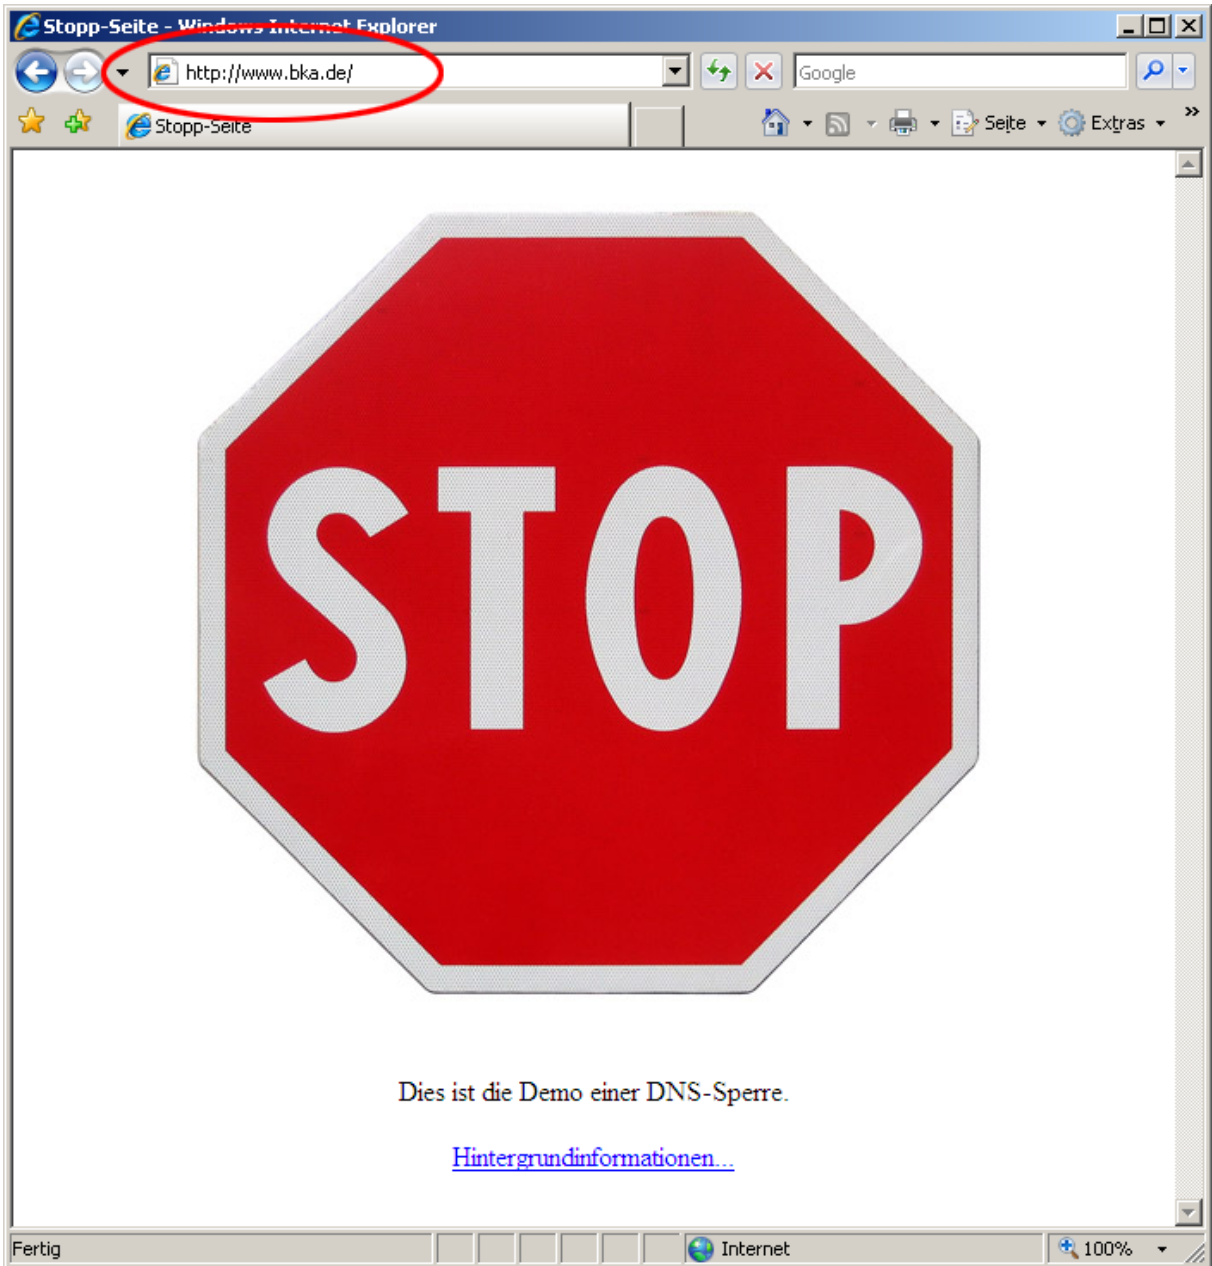 Stopp-Seite - Windows Internet Explorer
http://www.bka.de/
Google
Stopp-Seite
Seite
Extras
STOP
Dies ist die Demo einer DNS-Sperre.
Hintergrundinformationen...
Fertig
Internet
100%